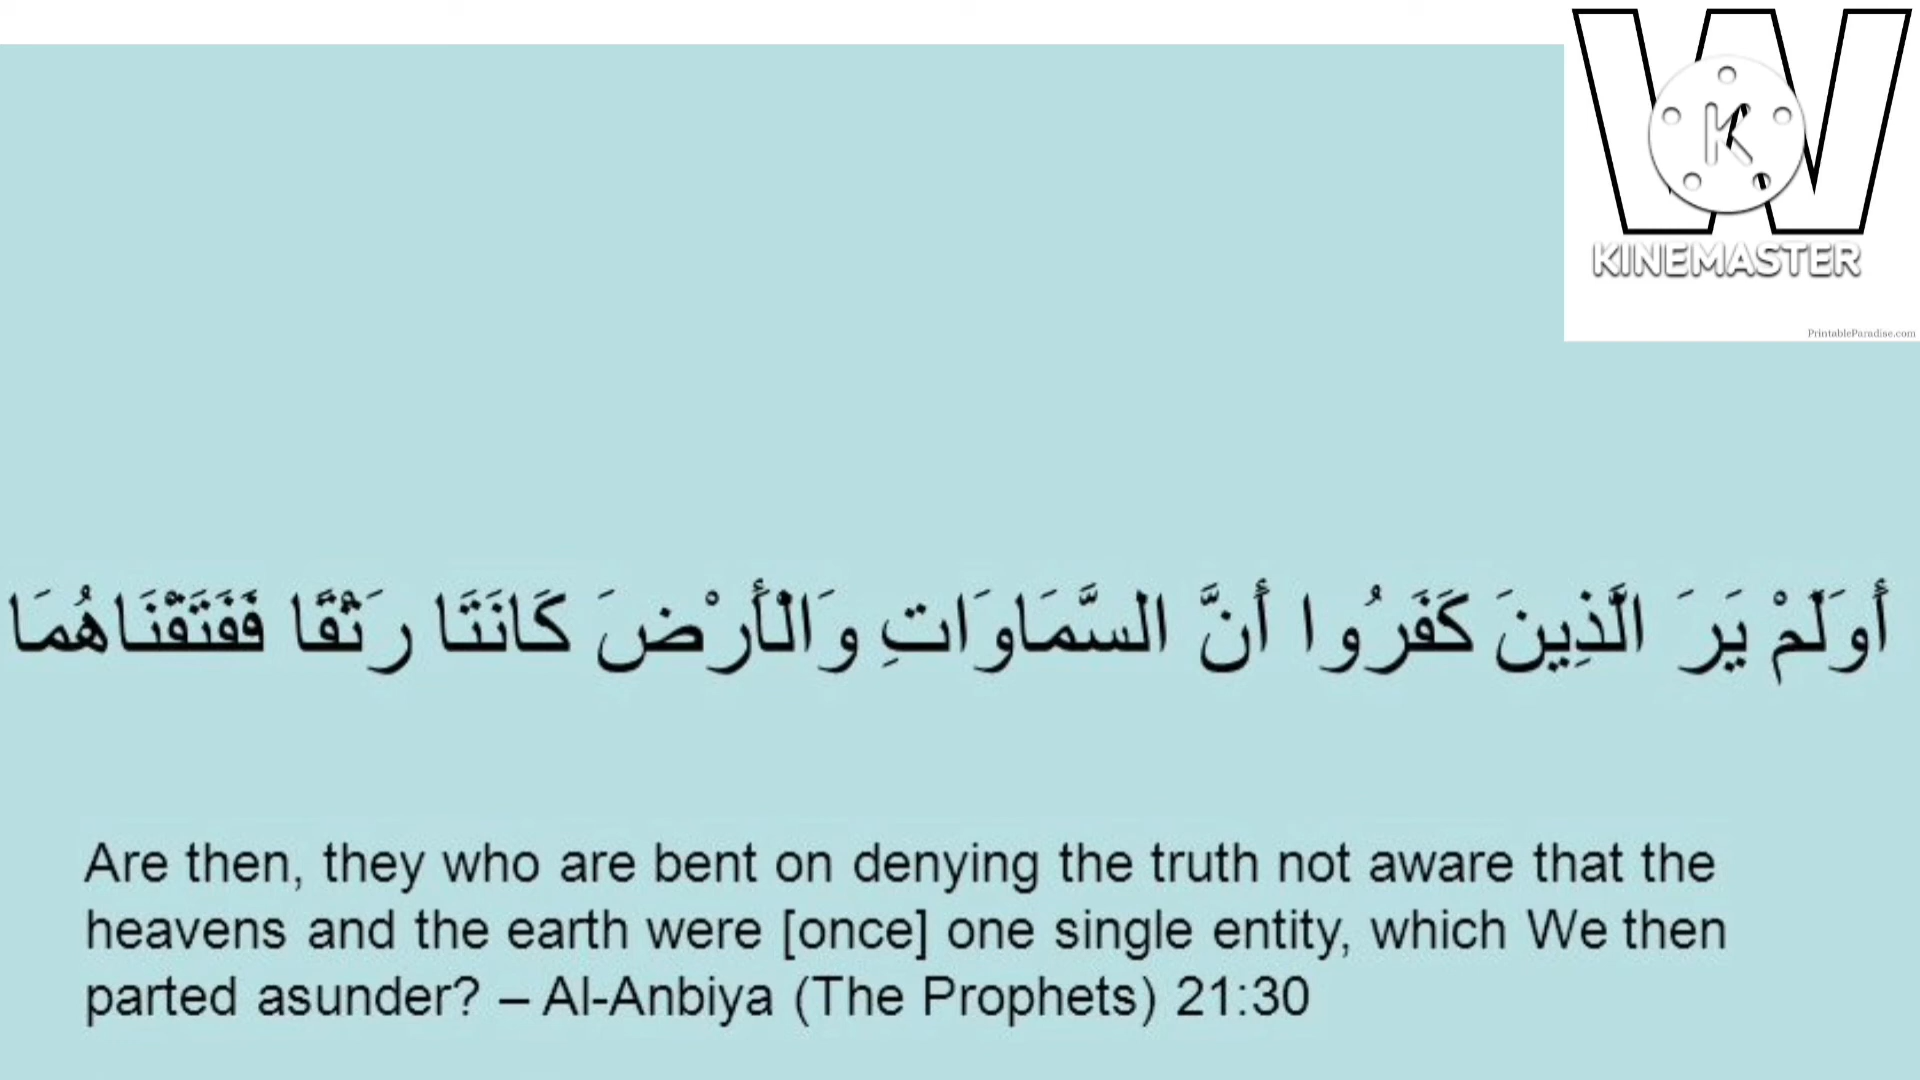 W
K
KINEMASTER
PrintableParadise.com
أَوَلَمْ يَرَ الَّذِينَ كَفَرُوا أَنَّ السَّمَاوَاتِ وَالْأَرْضَ كَانَتَا رَتْقًا فَفَتَقْنَاهُمَا
Are then, they who are bent on denying the truth not aware that the
heavens and the earth were [once] one single entity, which We then
parted asunder? – Al-Anbiya (The Prophets) 21:30